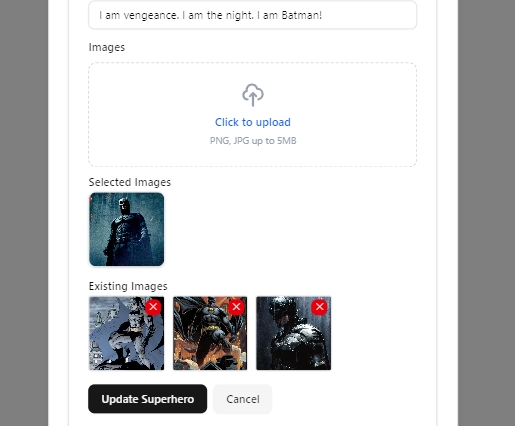 I am vengeance. I am the night. I am Batman!
Images
Click to upload
PNG, JPG up to 5MB
Selected Images
Existing Images
Update Superhero
Cancel